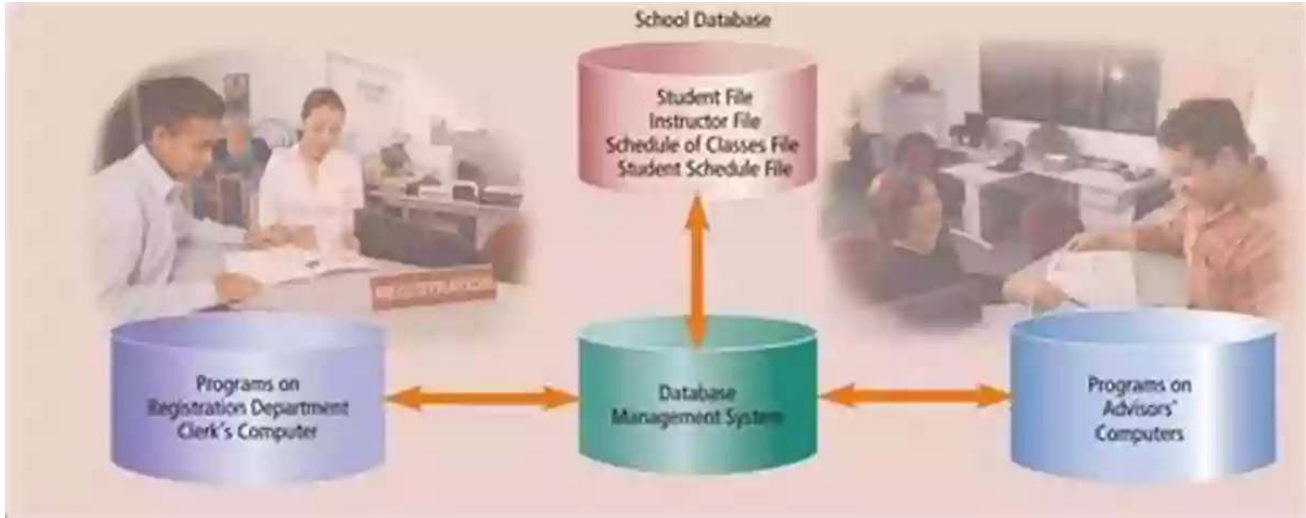 School Database
Student File
Instructor File
Schedule of Classes File
Student Schedule File
REGISTRATION
Programs on
Registration Department
Clerk's Computer
Database
Management System
Programs on
Advisors'
Computers